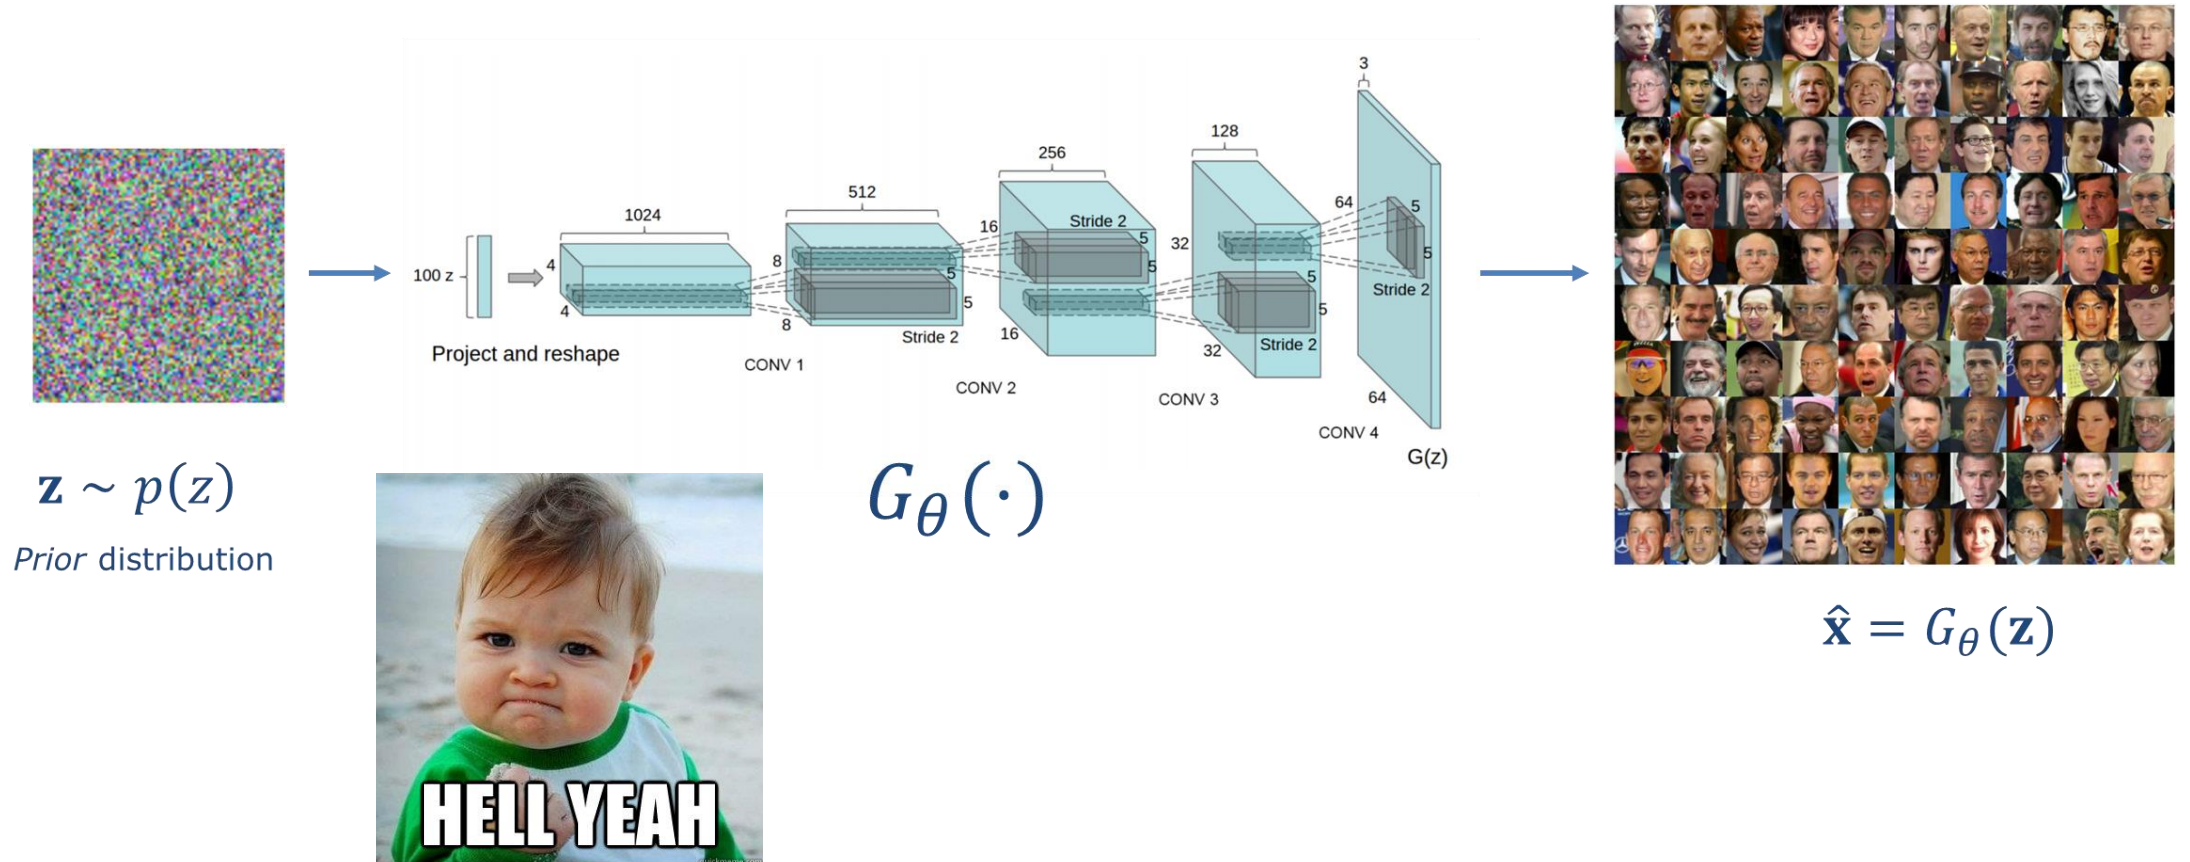 z ~ p(z)
Prior distribution
100 z
Project and reshape
1024
4
4
CONV 1
512
8
8
5
5
Stride 2
CONV 2
256
16
16
Stride 2
5
5
CONV 3
128
32
32
5
5
Stride 2
CONV 4
3
64
5
5
Stride 2
64
G(z)
G_θ(·)
HELL YEAH
x̂ = G_θ(z)